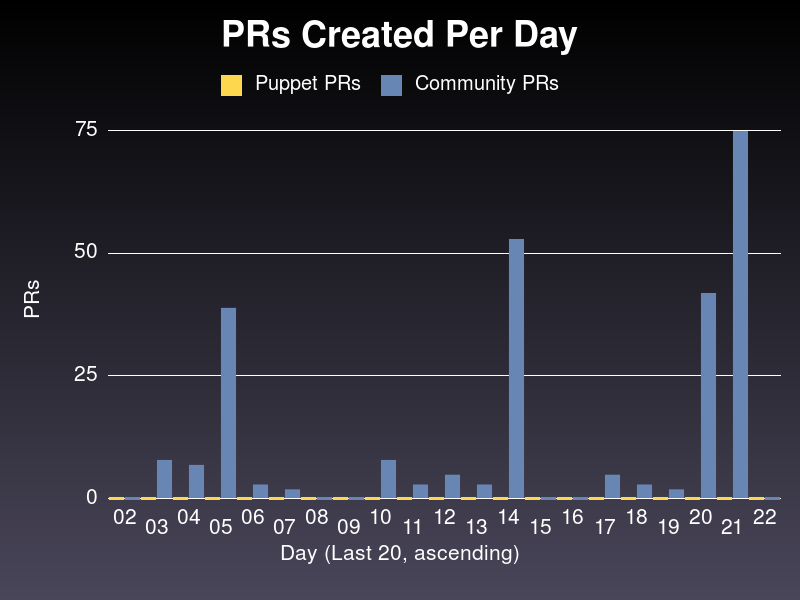 PRs Created Per Day
Puppet PRs Community PRs
75
50
25
0
PRs
02 03 04 05 06 07 08 09 10 11 12 13 14 15 16 17 18 19 20 21 22
Day (Last 20, ascending)